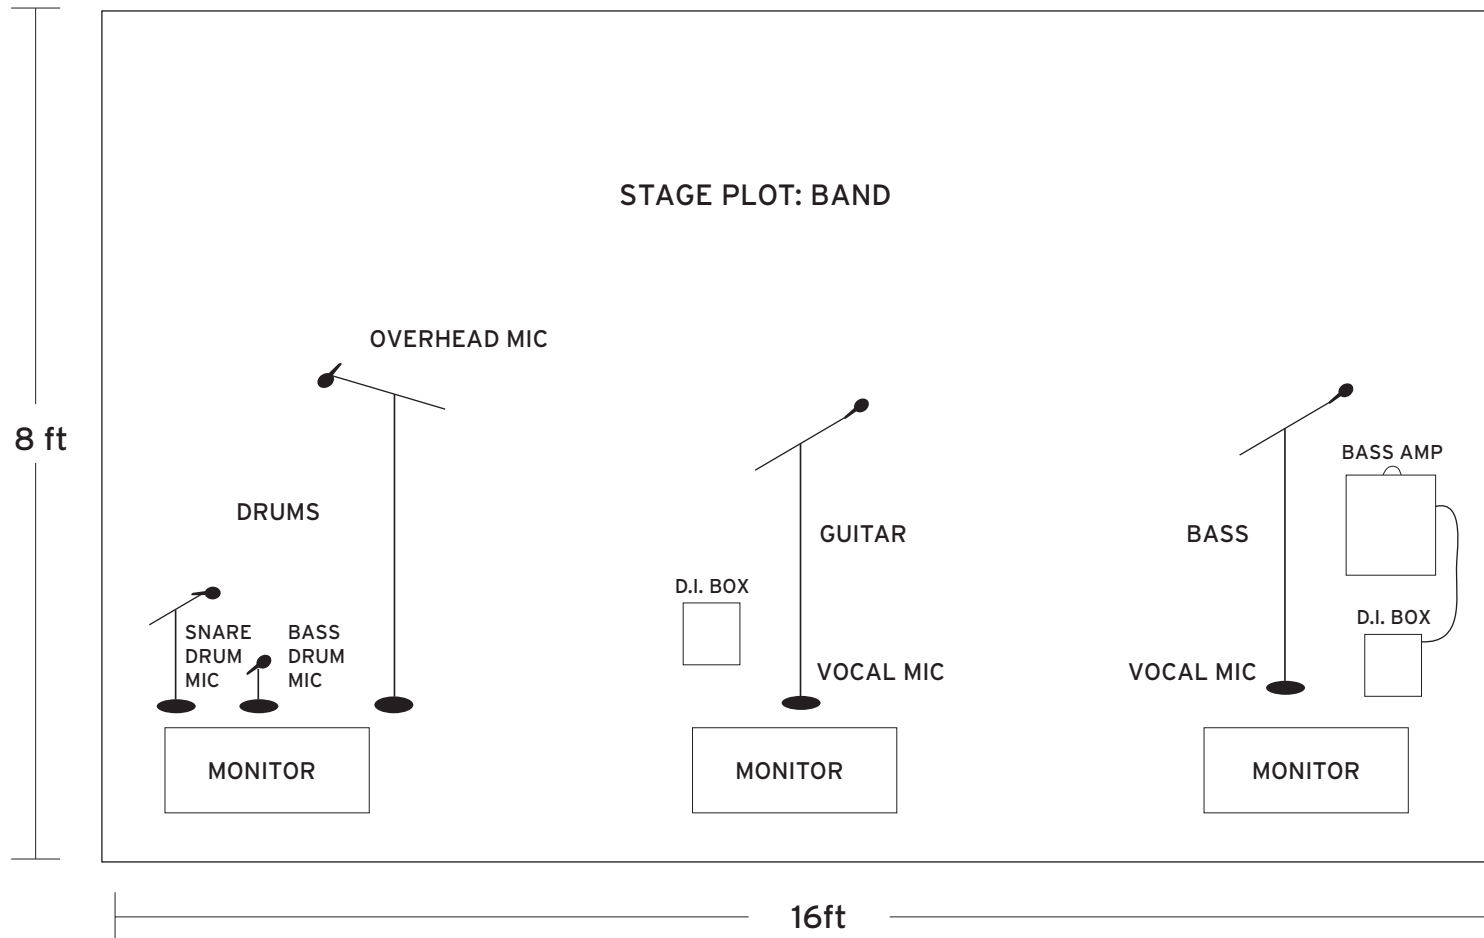 STAGE PLOT: BAND
OVERHEAD MIC
8 ft
DRUMS
SNARE
DRUM
MIC
BASS
DRUM
MIC
MONITOR
D.I. BOX
GUITAR
VOCAL MIC
MONITOR
BASS
VOCAL MIC
BASS AMP
D.I. BOX
MONITOR
16ft